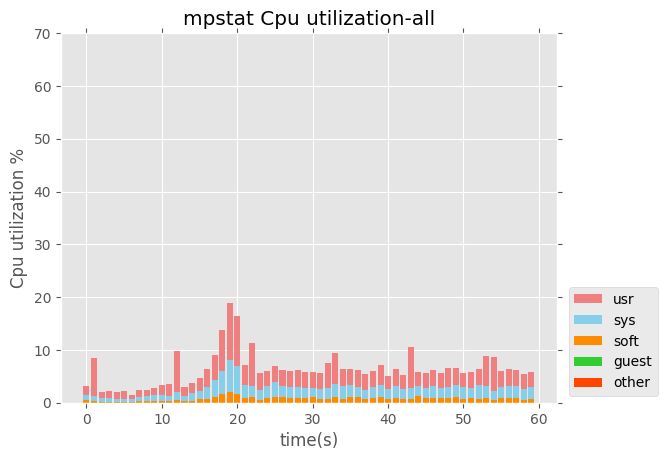 mpstat Cpu utilization-all
70
60
50
40
30
20
10
0
Cpu utilization %
0 10 20 30 40 50 60
time(s)
usr
sys
soft
guest
other